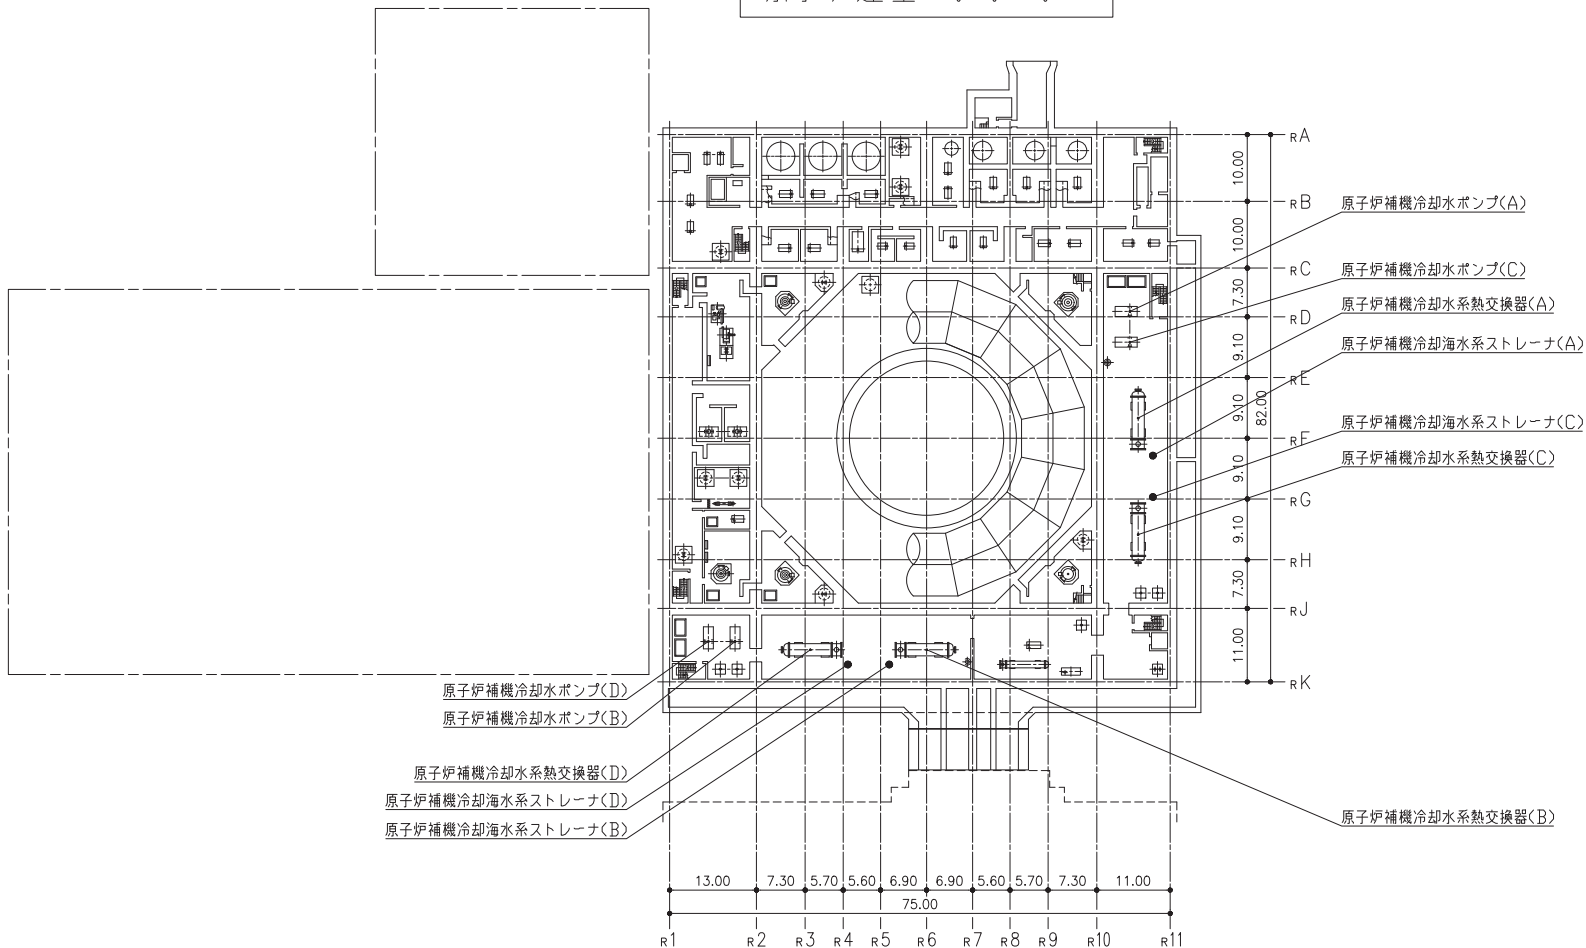 RA
10.00
原子炉補機冷却水ポンプ(A)
RB
10.00
原子炉補機冷却水ポンプ(C)
RC
7.30
原子炉補機冷却水系熱交換器(A)
RD
原子炉補機冷却海水系ストレーナ(A)
9.10
RE
9.10
82.00
原子炉補機冷却海水系ストレーナ(C)
RF
原子炉補機冷却水系熱交換器(C)
9.10
RG
9.10
RH
7.30
RJ
11.00
RK
原子炉補機冷却水ポンプ(D)
原子炉補機冷却水ポンプ(B)
原子炉補機冷却水系熱交換器(D)
原子炉補機冷却海水系ストレーナ(D)
原子炉補機冷却海水系ストレーナ(B)
原子炉補機冷却水系熱交換器(B)
13.00 7.30 5.70 5.60 6.90 6.90 5.60 5.70 7.30 11.00
75.00
R1 R2 R3 R4 R5 R6 R7 R8 R9 R10 R11